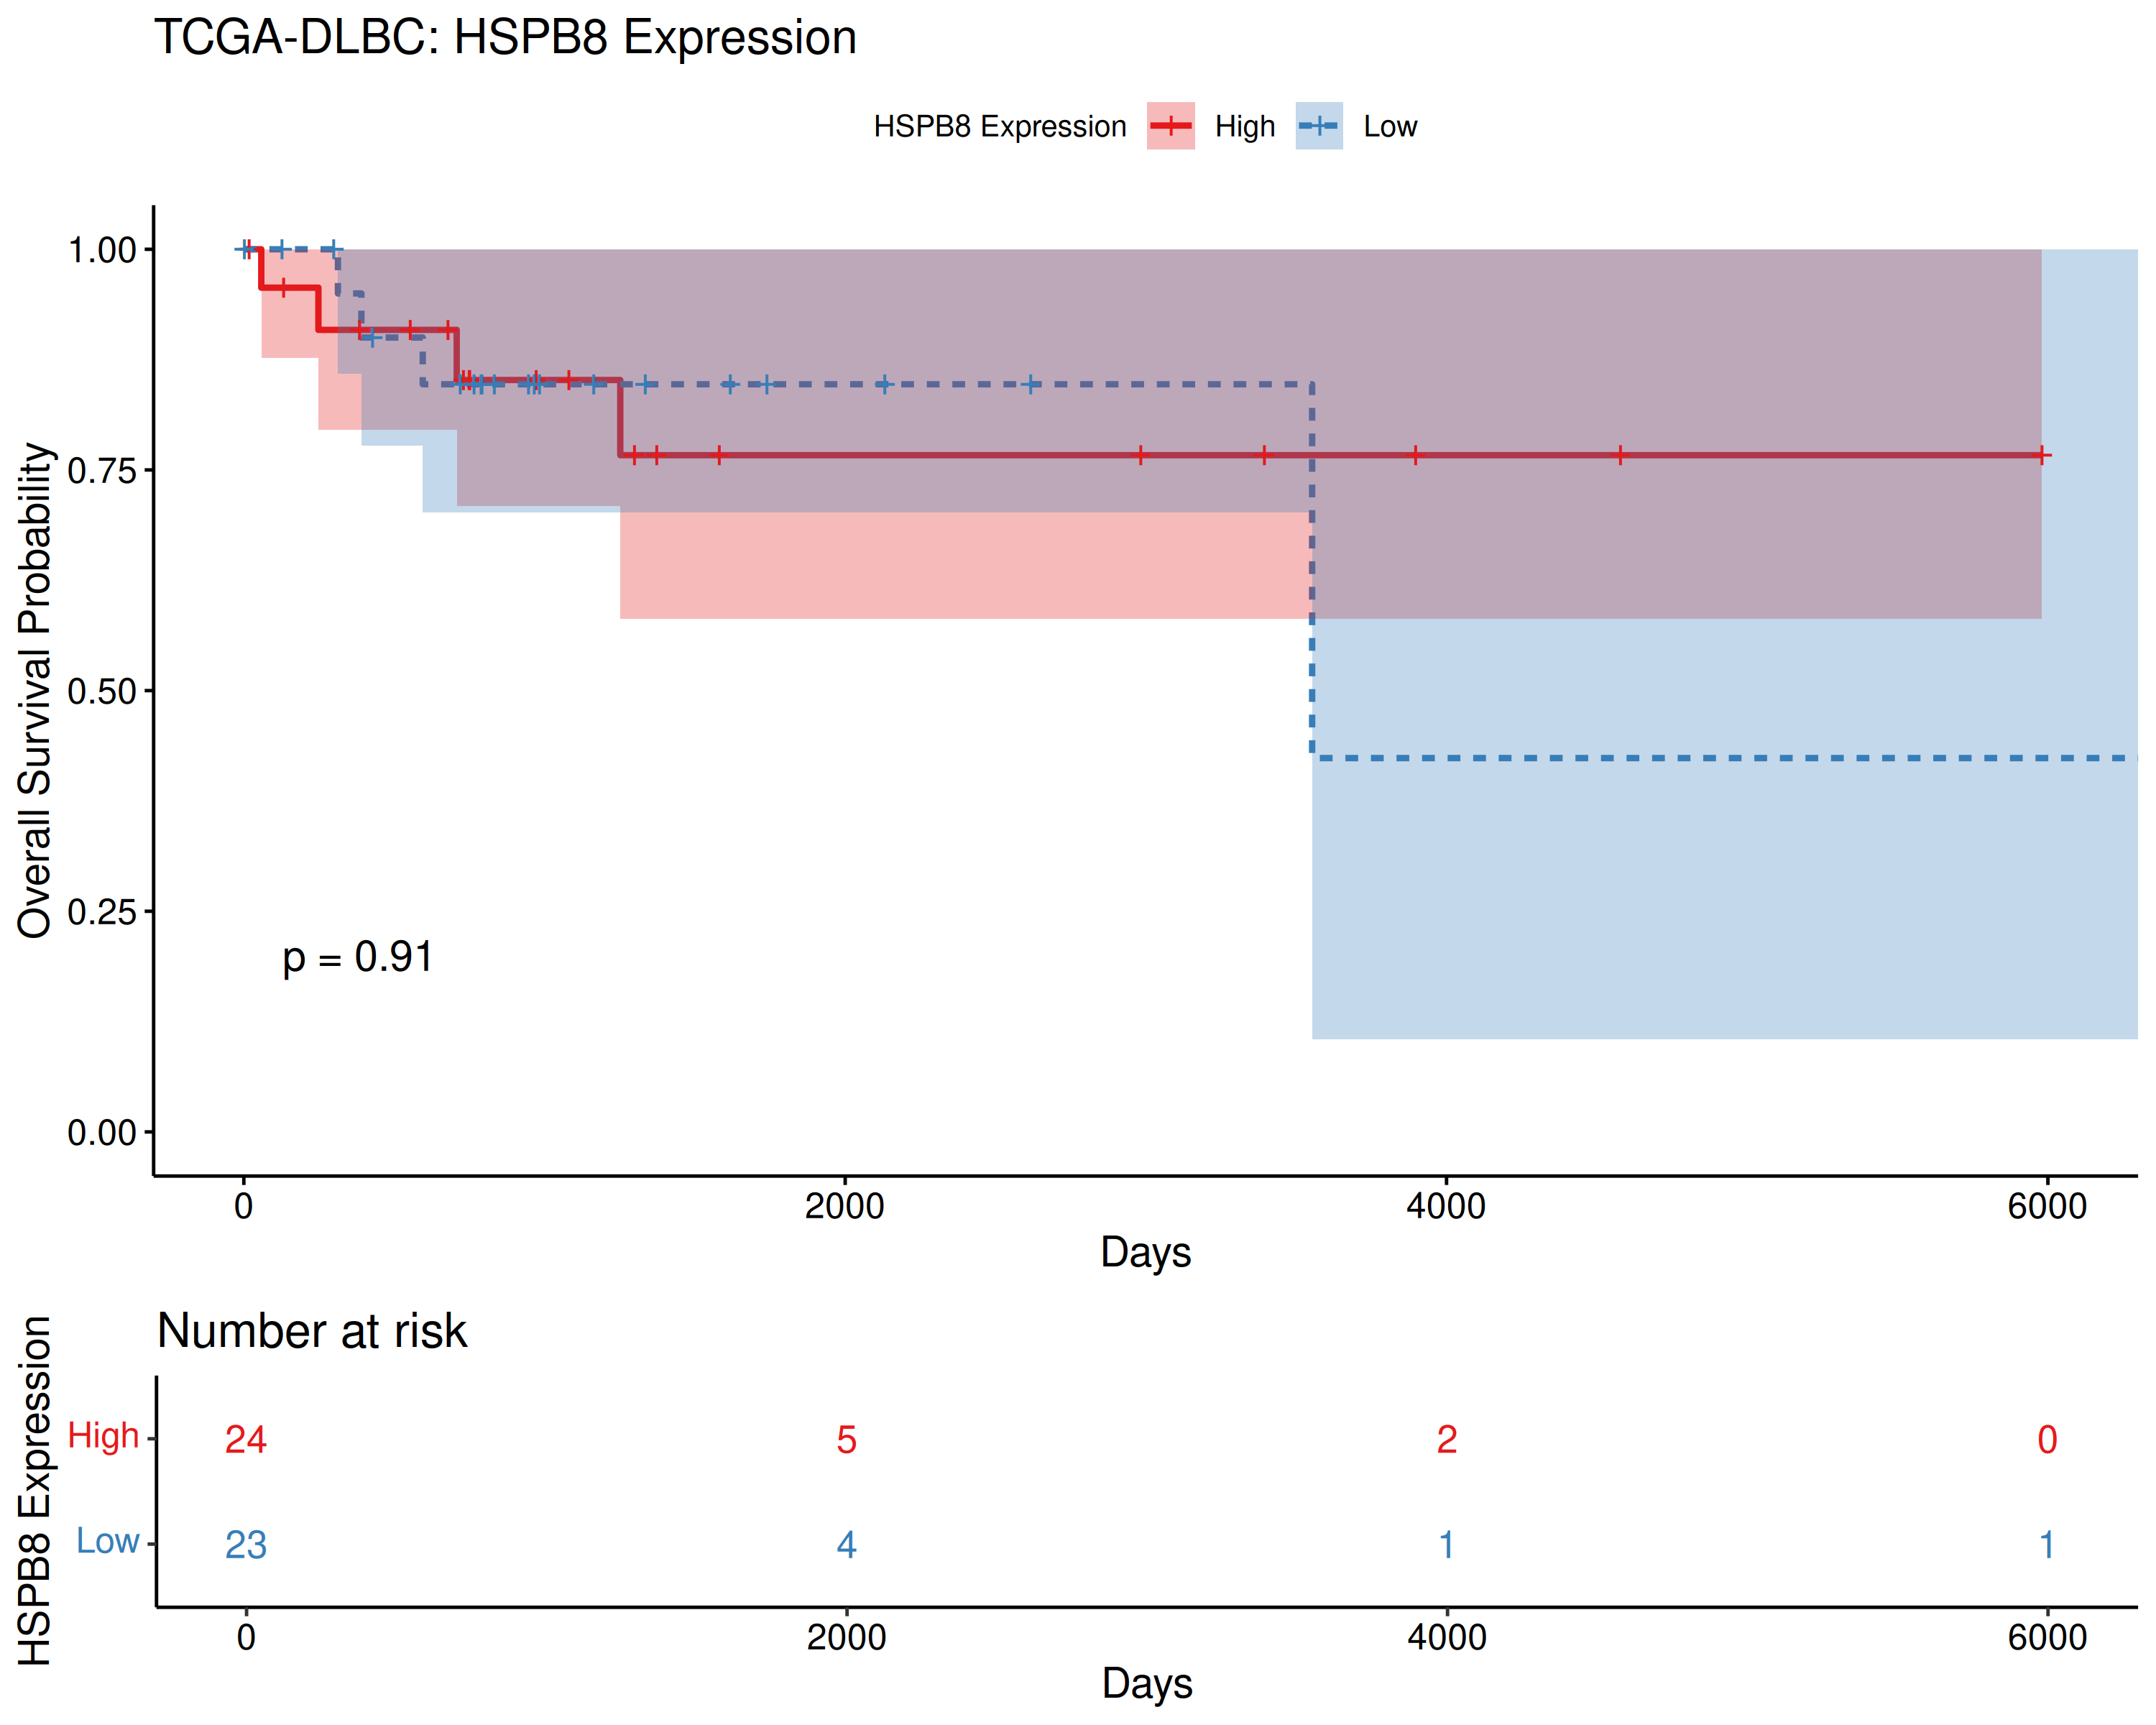 TCGA-DLBC: HSPB8 Expression
HSPB8 Expression High Low
Overall Survival Probability
1.00
0.75
0.50
0.25
0.00
p = 0.91
0 2000 4000 6000
Days
Number at risk
HSPB8 Expression
High 24 5 2 0
Low 23 4 1 1
0 2000 4000 6000
Days